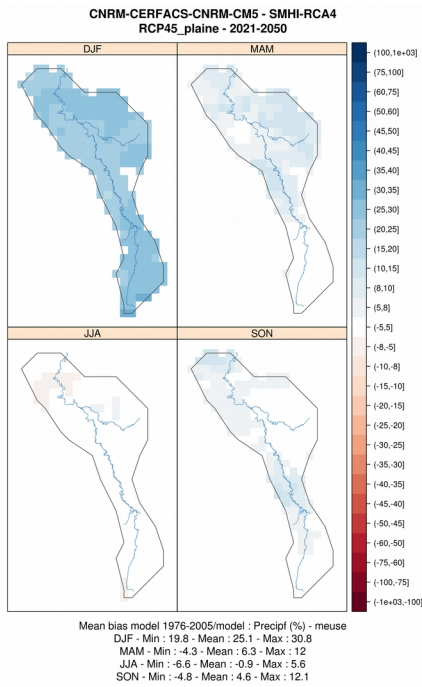 CNRM-CERFACS-CNRM-CM5 - SMHI-RCA4
RCP45_plaine - 2021-2050
DJF
MAM
JJA
SON
(100,1e+03]
(75,100]
(60,75]
(50,60]
(45,50]
(40,45]
(35,40]
(30,35]
(25,30]
(20,25]
(15,20]
(10,15]
(8,10]
(5,8]
(-5,5]
(-8,-5]
(-10,-8]
(-15,-10]
(-20,-15]
(-25,-20]
(-30,-25]
(-35,-30]
(-40,-35]
(-45,-40]
(-50,-45]
(-60,-50]
(-75,-60]
(-100,-75]
(-1e+03,-100]
Mean bias model 1976-2005/model : Precipf (%) - meuse
DJF - Min : 19.8 - Mean : 25.1 - Max : 30.8
MAM - Min : -4.3 - Mean : 6.3 - Max : 12
JJA - Min : -6.6 - Mean : -0.9 - Max : 5.6
SON - Min : -4.8 - Mean : 4.6 - Max : 12.1